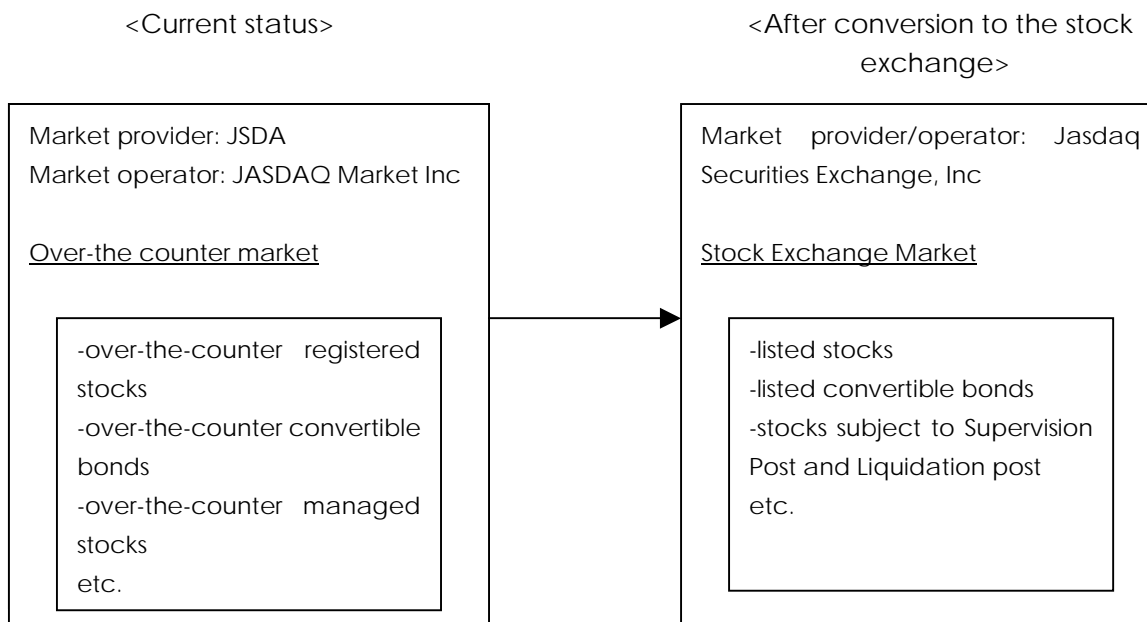 <Current status>
Market provider: JSDA
Market operator: JASDAQ Market Inc
Over-the counter market
-over-the-counter registered
stocks
-over-the-counter convertible
bonds
-over-the-counter managed
stocks
etc.
<After conversion to the stock
exchange>
Market provider/operator: Jasdaq
Securities Exchange, Inc
Stock Exchange Market
-listed stocks
-listed convertible bonds
-stocks subject to Supervision
Post and Liquidation post
etc.